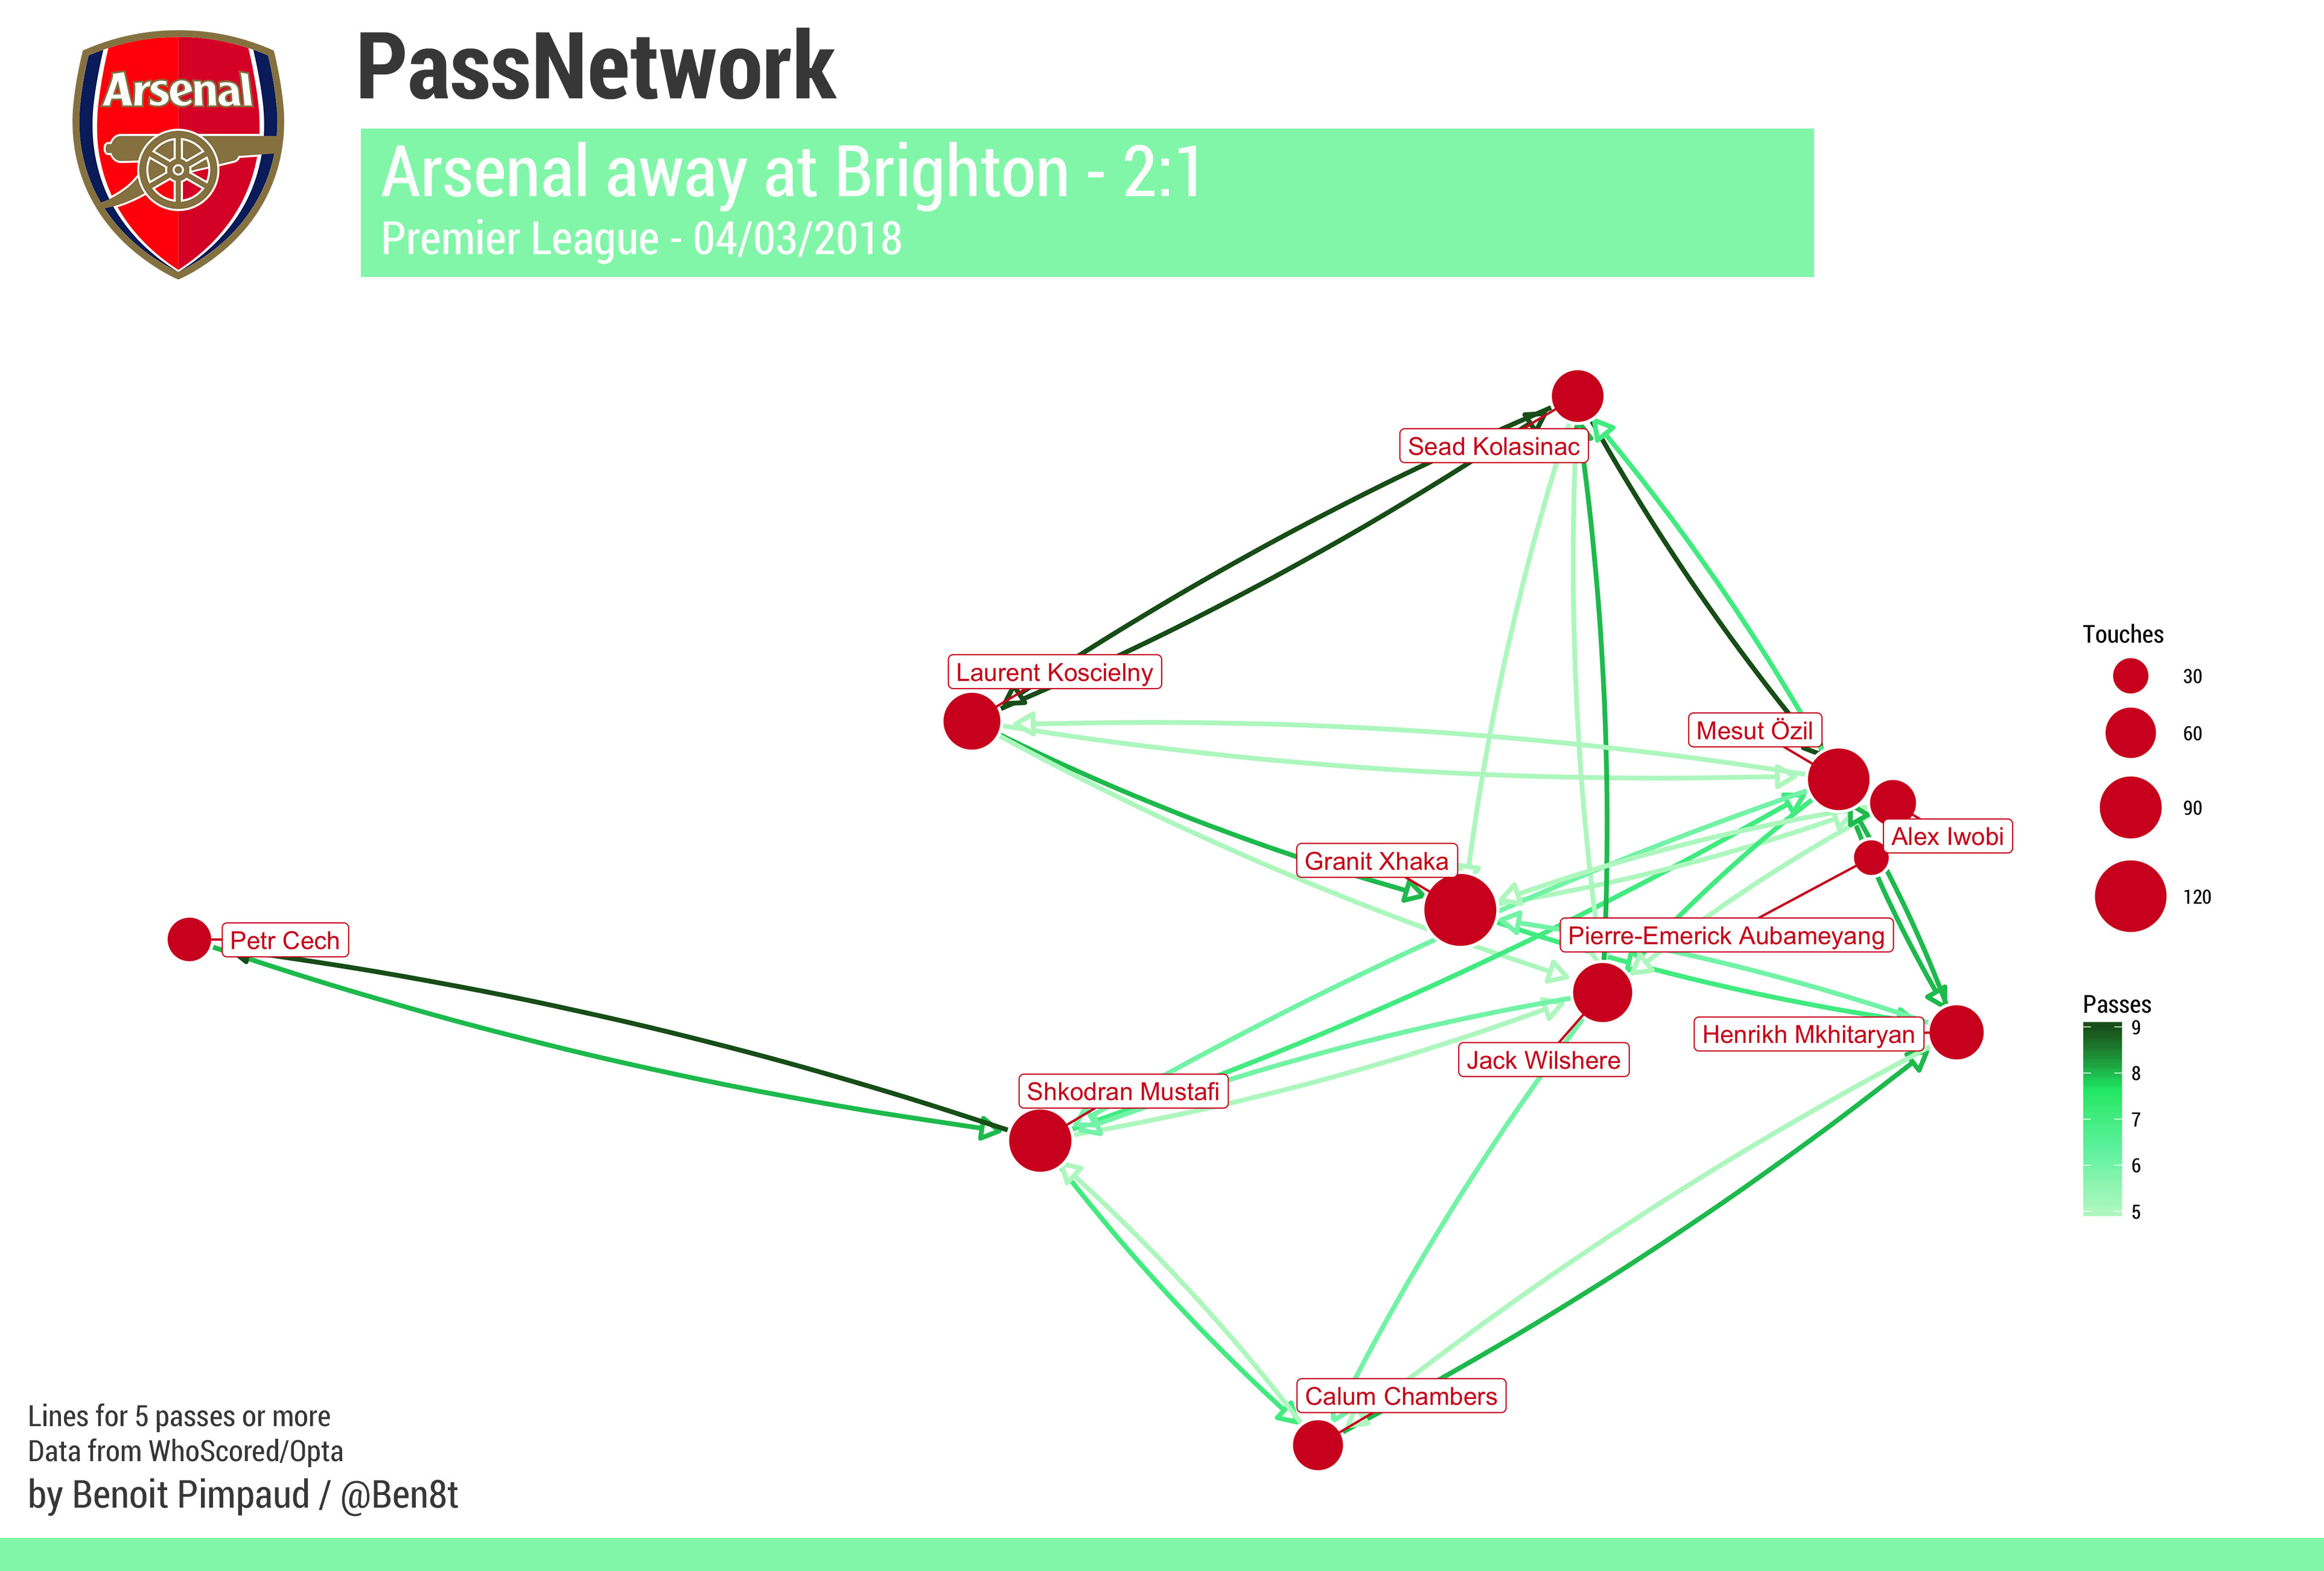 Arsenal
PassNetwork
Arsenal away at Brighton - 2:1
Premier League - 04/03/2018
Sead Kolasinac
Laurent Koscielny
Mesut Özil
Alex Iwobi
Granit Xhaka
Pierre-Emerick Aubameyang
Petr Cech
Henrikh Mkhitaryan
Jack Wilshere
Shkodran Mustafi
Calum Chambers
Touches
30
60
90
120
Passes
9
8
7
6
5
Lines for 5 passes or more
Data from WhoScored/Opta
by Benoit Pimpaud / @Ben8t